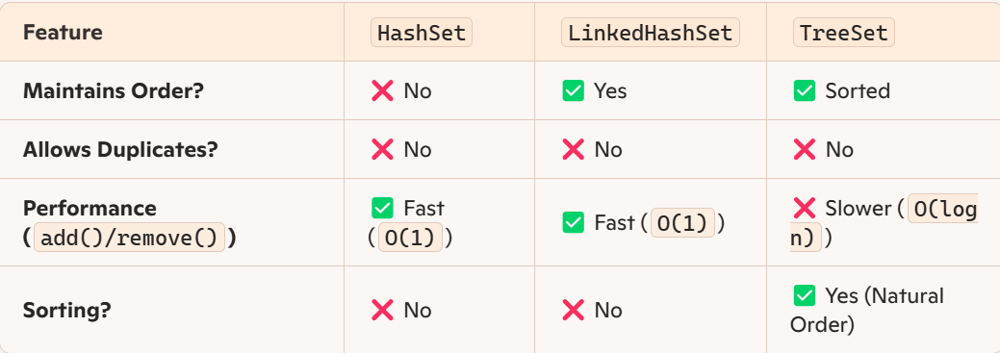 Feature HashSet LinkedHashSet TreeSet
Maintains Order? ❌ No ✅ Yes ✅ Sorted
Allows Duplicates? ❌ No ❌ No ❌ No
Performance
(add()/remove()) ✅ Fast
(O(1)) ✅ Fast (O(1)) ❌ Slower (O(log
n))
Sorting? ❌ No ❌ No ✅ Yes (Natural
Order)